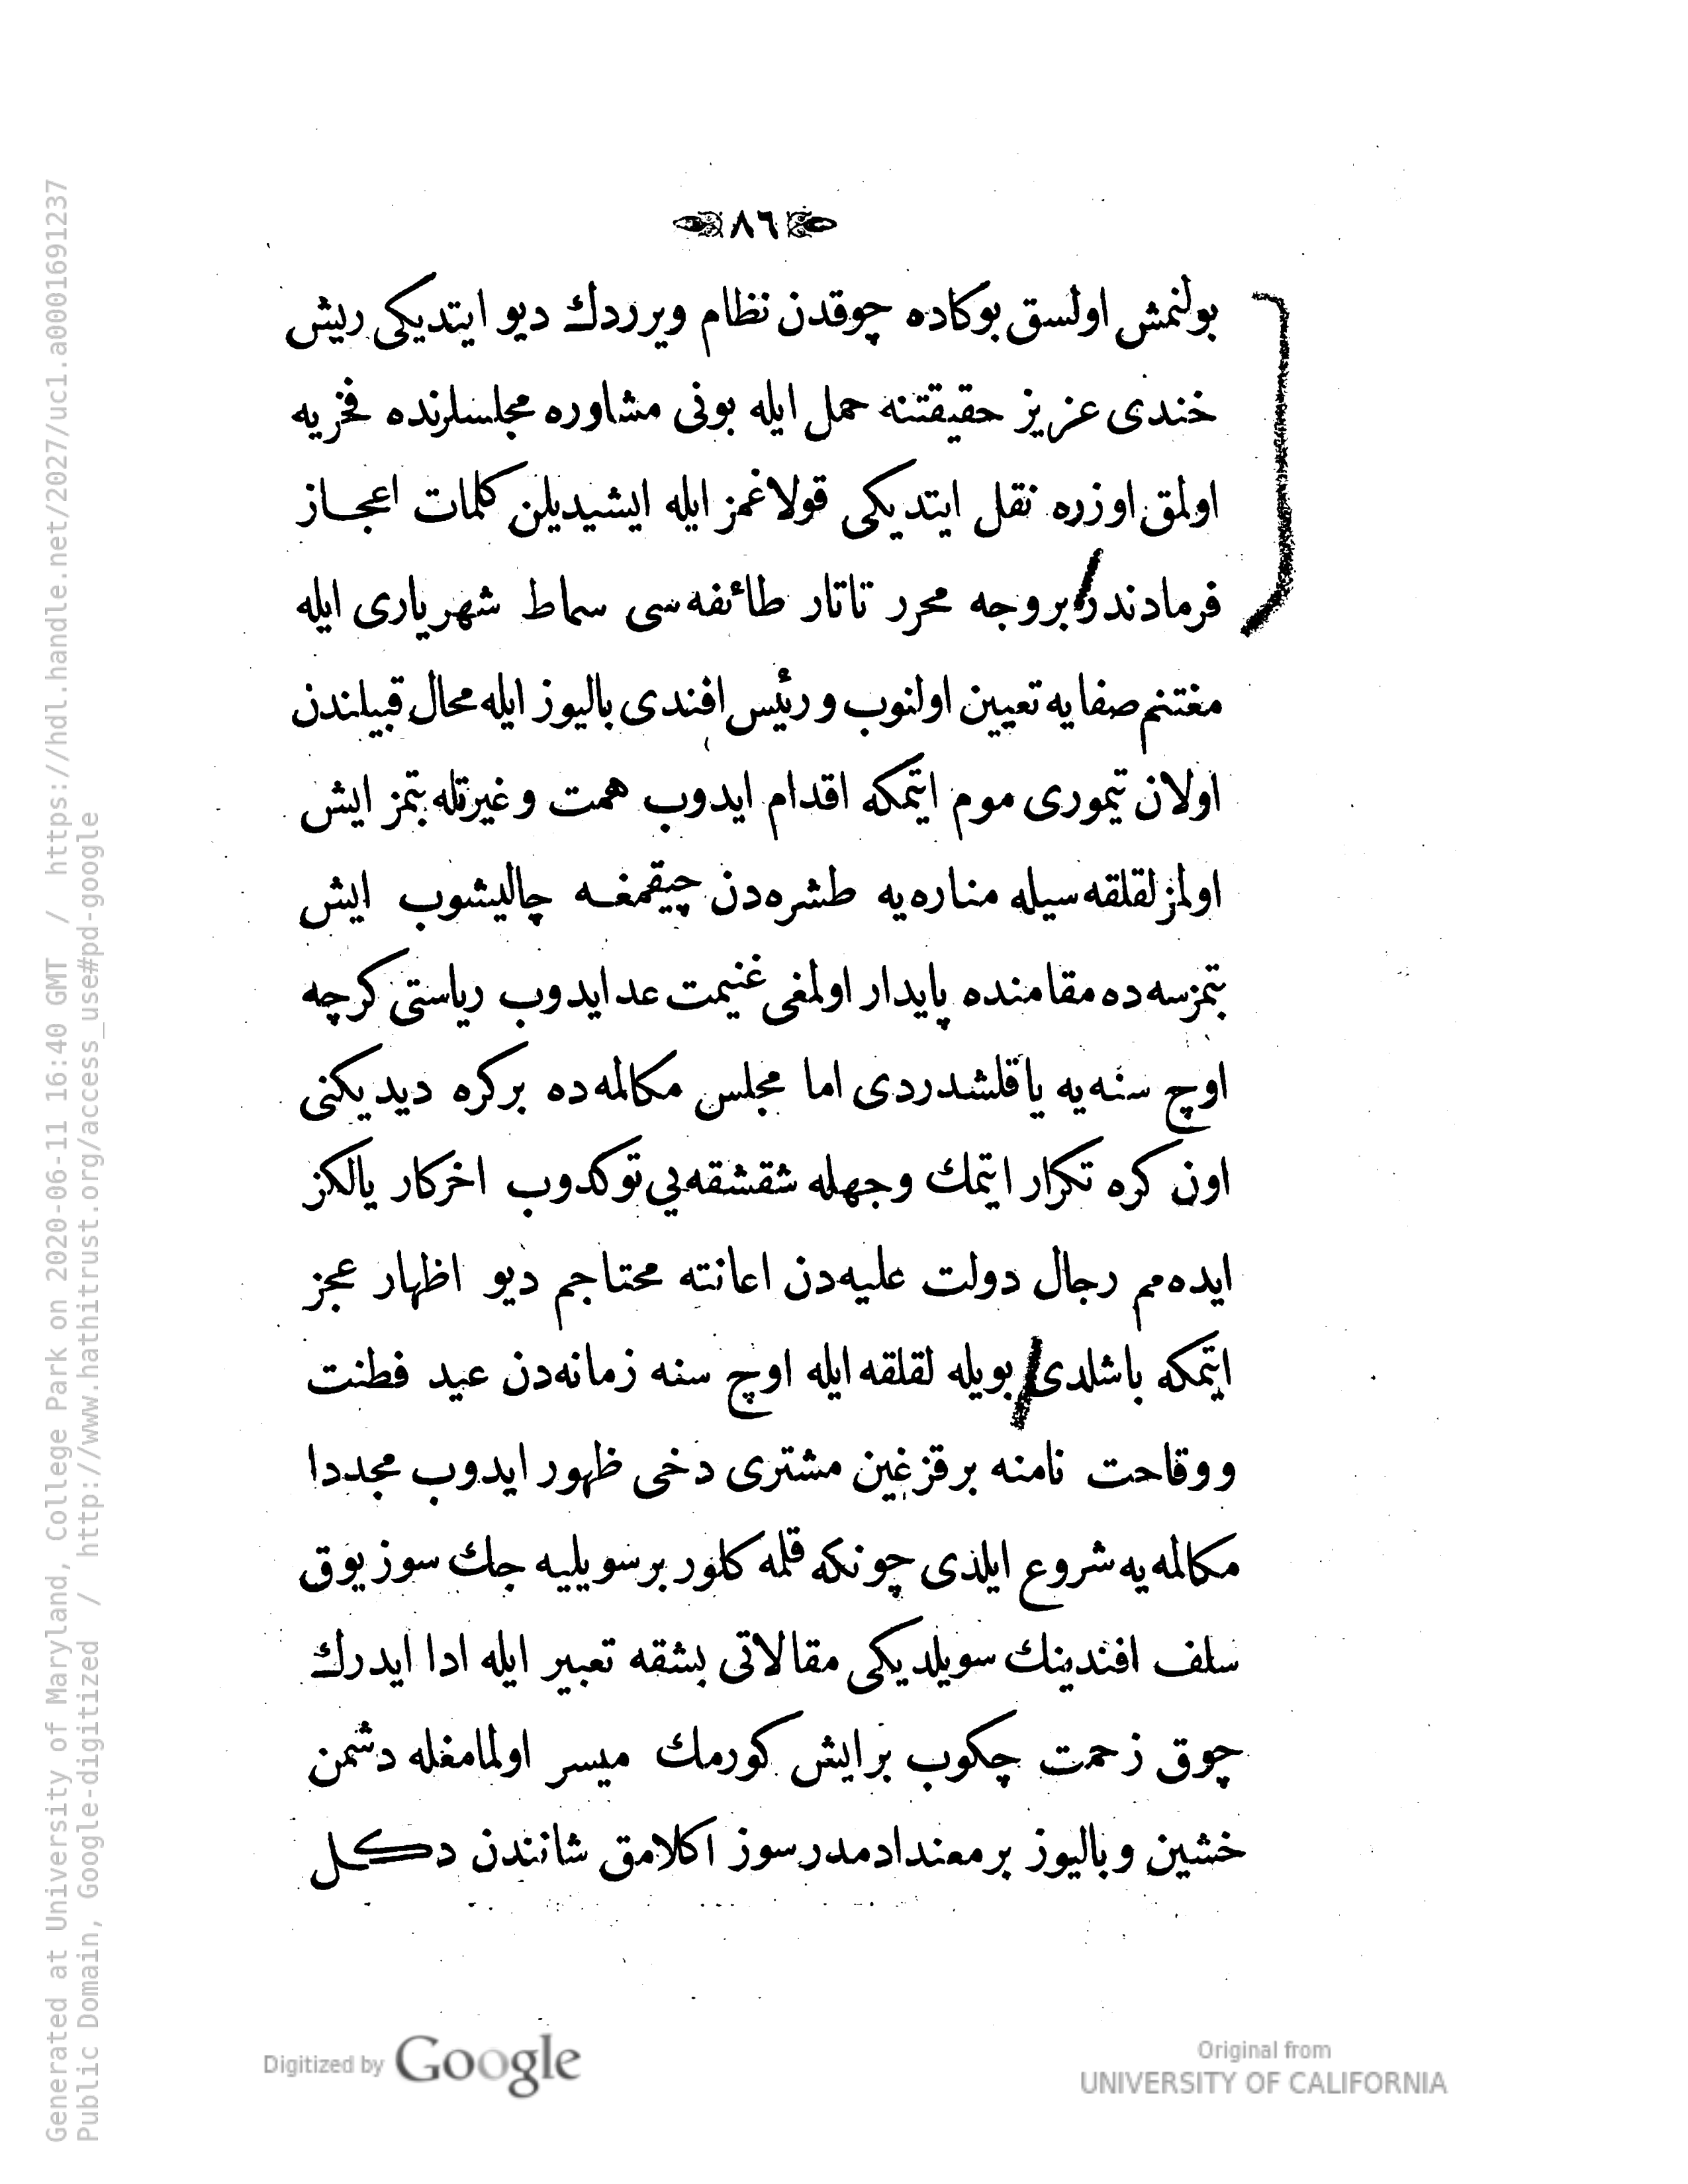 ٨٦
بولنمش اولسق بوكاده چوقدن نظام ويرردك ديو ايتديكى ريش
خندى عزيز حقيقتنه حمل ايله بونى مشاوره مجلسلرنده فخريه
اولمق اوزره نقل ايتديكى قولاغمز ايله ايشيديلن كلمات اعجاز
فرمادندر بروجه محرر تاتار طائفه‌سى سماط شهريارى ايله
مغتنم صفايه تعيين اولنوب و رئيس افندى باليوز ايله محال قبيلندن
اولان تيمورى موم ايتمكه اقدام ايدوب همت وغيرتله بتمز ايش
اولمز لقلقه سيله مناره‌يه طشره‌دن چيقمغه چاليشوب ايش
بتمزسه ده مقامنده پايدار اولمغى غنيمت عد ايدوب رياستى كرچه
اوچ سنه‌يه ياقلشدردى اما مجلس مكالمه‌ده بركره ديديكنى
اون كره تكرار ايتمك وجهله شقشقه‌يى توكدوب اخركار يالكز
ايده‌مم رجال دولت عليه‌دن اعانته محتاجم ديو اظهار عجز
ايتمكه باشلدى بويله لقلقه ايله اوچ سنه زمانه‌دن عيد فطنت
ووقاحت نامنه برقزغين مشترى دخى ظهور ايدوب مجددا
مكالمه‌يه شروع ايلدى چونكه قلمه كلور برسويليه جك سوز يوق
سلف افندينك سويلديكى مقالاتى بشقه تعبير ايله ادا ايدرك
چوق زحمت چكوب برايش كورمك ميسر اولمامغله دشمن
خشين وباليوز برمعند ادمدر سوز اكلامق شانندن دكل
Digitized by Google
Original from
UNIVERSITY OF CALIFORNIA
Generated at University of Maryland, College Park on 2020-06-11 16:40 GMT / https://hdl.handle.net/2027/uc1.a0001691237
Public Domain, Google-digitized / http://www.hathitrust.org/access_use#pd-google